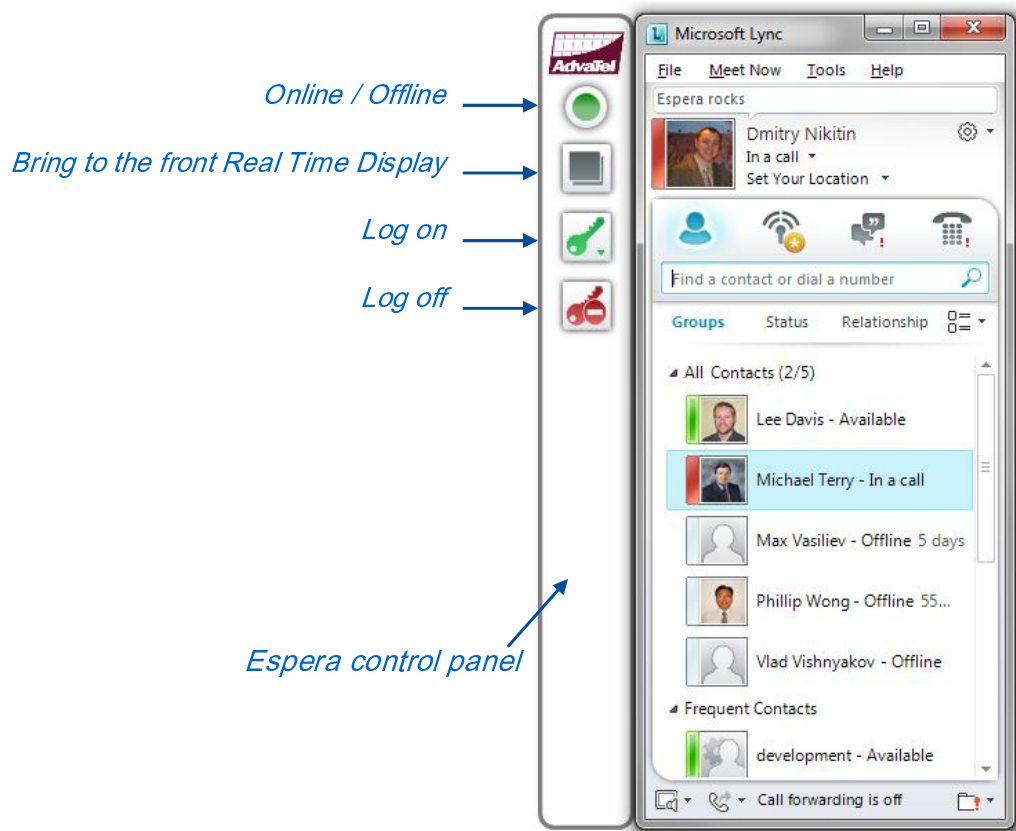 Online / Offline
Bring to the front Real Time Display
Log on
Log off
Espera control panel
AdvaTel
L
Microsoft Lync
File Meet Now Tools Help
Espera rocks
Dmitry Nikitin
In a call
Set Your Location
Find a contact or dial a number
Groups Status Relationship
All Contacts (2/5)
Lee Davis - Available
Michael Terry - In a call
Max Vasiliev - Offline 5 days
Phillip Wong - Offline 55...
Vlad Vishnyakov - Offline
Frequent Contacts
development - Available
Call forwarding is off